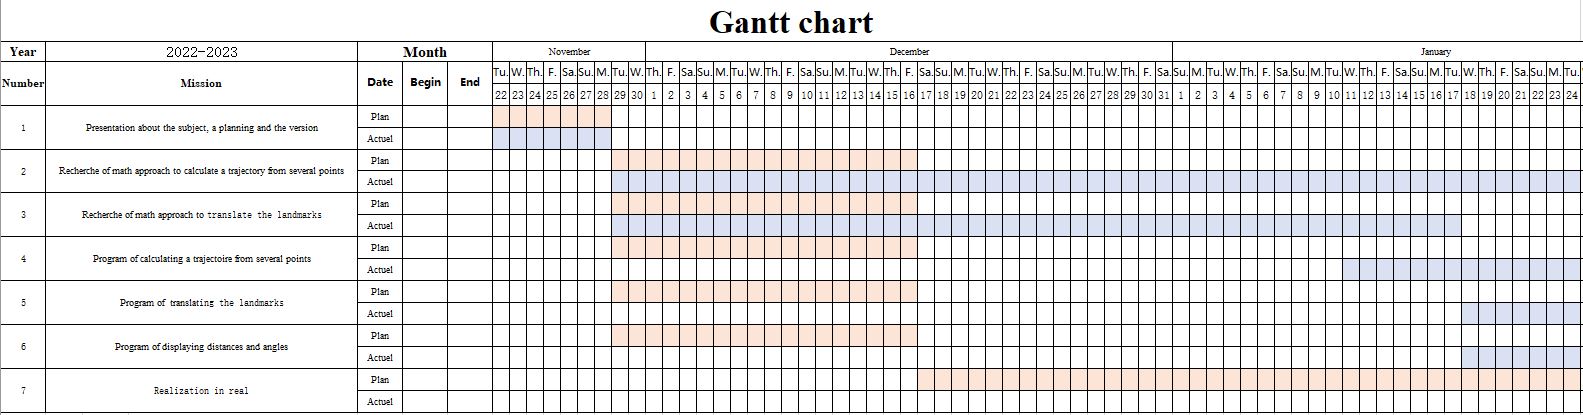 Gantt chart
Year 2022-2023 Month November December January
Number Mission Date Begin End Tu. W. Th. F. Sa. Su. M. Tu. W. Th. F. Sa. Su. M. Tu. W. Th. F. Sa. Su. M. Tu. W. Th. F. Sa. Su. M. Tu. W. Th. F. Sa. Su. M. Tu. W. Th. F. Sa. Su. M. Tu. W. Th. F. Sa. Su. M. Tu. W. Th. F. Sa. Su. M. Tu. W. Th. F. Sa. Su. M. Tu.
22 23 24 25 26 27 28 29 30 1 2 3 4 5 6 7 8 9 10 11 12 13 14 15 16 17 18 19 20 21 22 23 24 25 26 27 28 29 30 31 1 2 3 4 5 6 7 8 9 10 11 12 13 14 15 16 17 18 19 20 21 22 23 24
1 Presentation about the subject, a planning and the version Plan
Actuel
2 Recherche of math approach to calculate a trajectory from several points Plan
Actuel
3 Recherche of math approach to translate the landmarks Plan
Actuel
4 Program of calculating a trajectoire from several points Plan
Actuel
5 Program of translating the landmarks Plan
Actuel
6 Program of displaying distances and angles Plan
Actuel
7 Realization in real Plan
Actuel